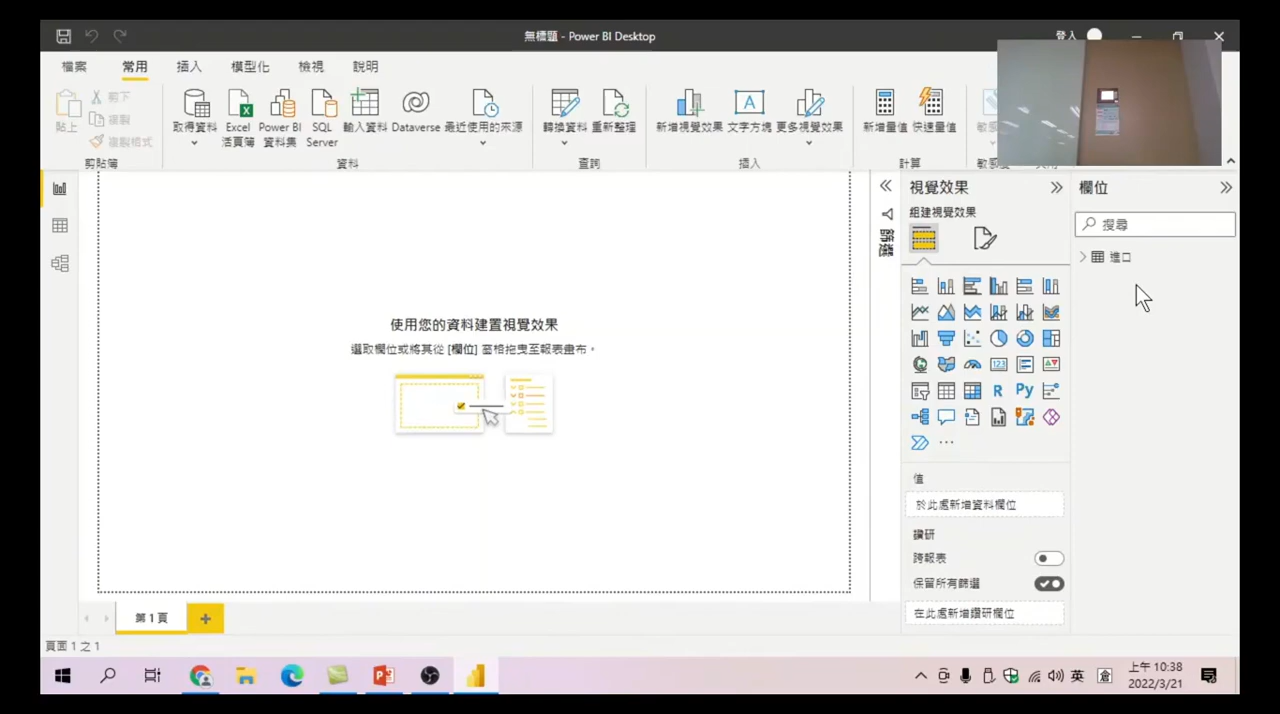 無標題 - Power BI Desktop
登入
檔案 常用 插入 模型化 檢視 說明
貼上
剪下
複製
複製格式
剪貼簿
取得資料
Excel 活頁簿
Power BI 資料集
SQL Server
輸入資料
Dataverse
最近使用的來源
資料
轉換資料
重新整理
查詢
新增視覺效果
文字方塊
更多視覺效果
插入
新增量值
快速量值
計算
視覺效果
組建視覺效果
欄位
搜尋
進口
篩選
使用您的資料建置視覺效果
選取欄位或將其從 [欄位] 窗格拖曳至報表畫布。
R
Py
123
值
於此處新增資料欄位
鑽研
跨報表
保留所有篩選
在此處新增鑽研欄位
第 1 頁
頁面 1 之 1
英
倉
上午 10:38
2022/3/21